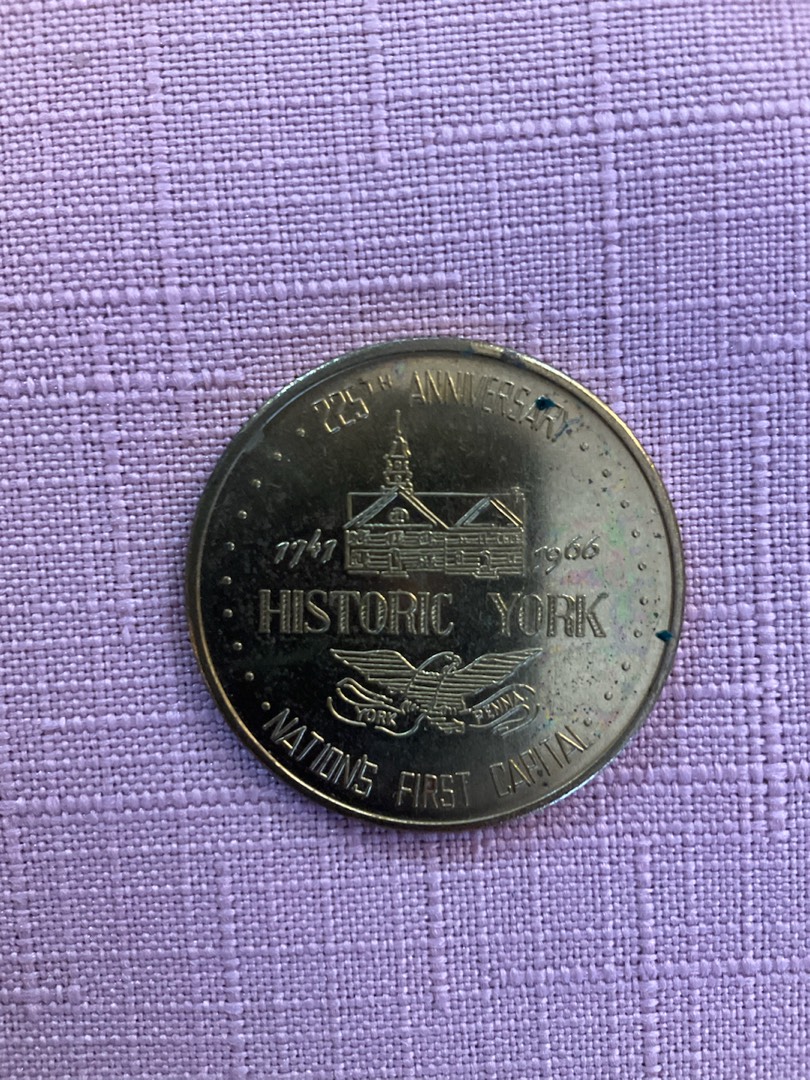 225TH ANNIVERSARY
1741 1966
HISTORIC YORK
YORK PENNA
NATION'S FIRST CAPITAL